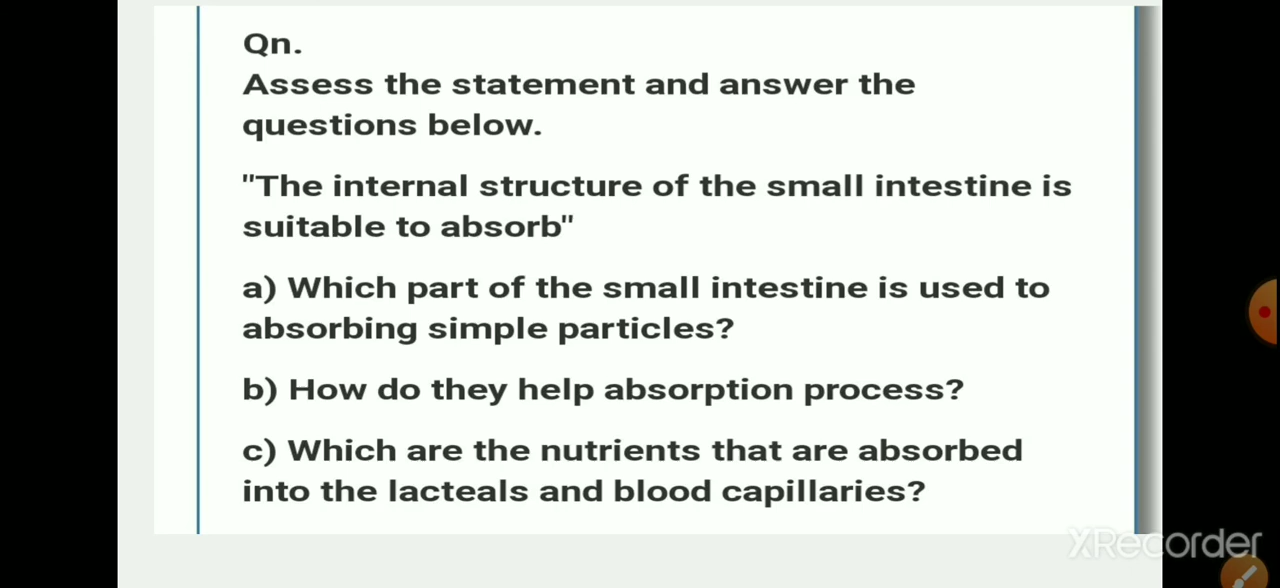 Qn.
Assess the statement and answer the
questions below.
"The internal structure of the small intestine is
suitable to absorb"
a) Which part of the small intestine is used to
absorbing simple particles?
b) How do they help absorption process?
c) Which are the nutrients that are absorbed
into the lacteals and blood capillaries?
XRecorder